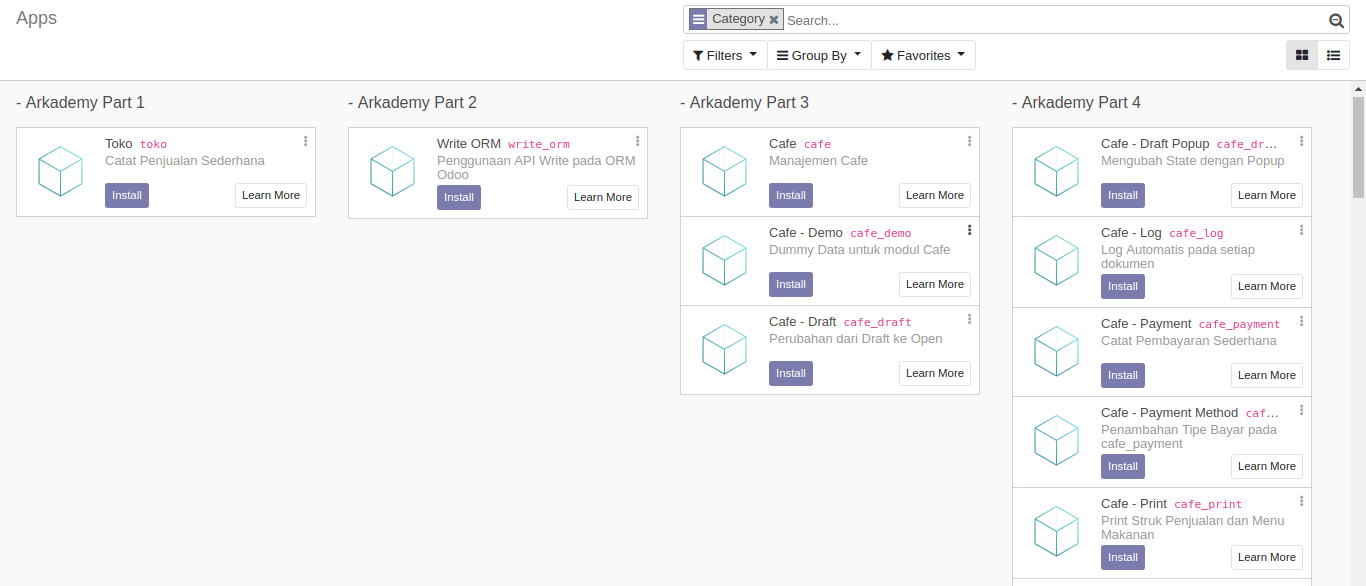 Apps
Category
Search...
Filters
Group By
Favorites
- Arkademy Part 1
Toko toko
Catat Penjualan Sederhana
Install
Learn More
- Arkademy Part 2
Write ORM write_orm
Penggunaan API Write pada ORM
Odoo
Install
Learn More
- Arkademy Part 3
Cafe cafe
Manajemen Cafe
Install
Learn More
Cafe - Demo cafe_demo
Dummy Data untuk modul Cafe
Install
Learn More
Cafe - Draft cafe_draft
Perubahan dari Draft ke Open
Install
Learn More
- Arkademy Part 4
Cafe - Draft Popup cafe_dr...
Mengubah State dengan Popup
Install
Learn More
Cafe - Log cafe_log
Log Automatis pada setiap
dokumen
Install
Learn More
Cafe - Payment cafe_payment
Catat Pembayaran Sederhana
Install
Learn More
Cafe - Payment Method caf...
Penambahan Tipe Bayar pada
cafe_payment
Install
Learn More
Cafe - Print cafe_print
Print Struk Penjualan dan Menu
Makanan
Install
Learn More